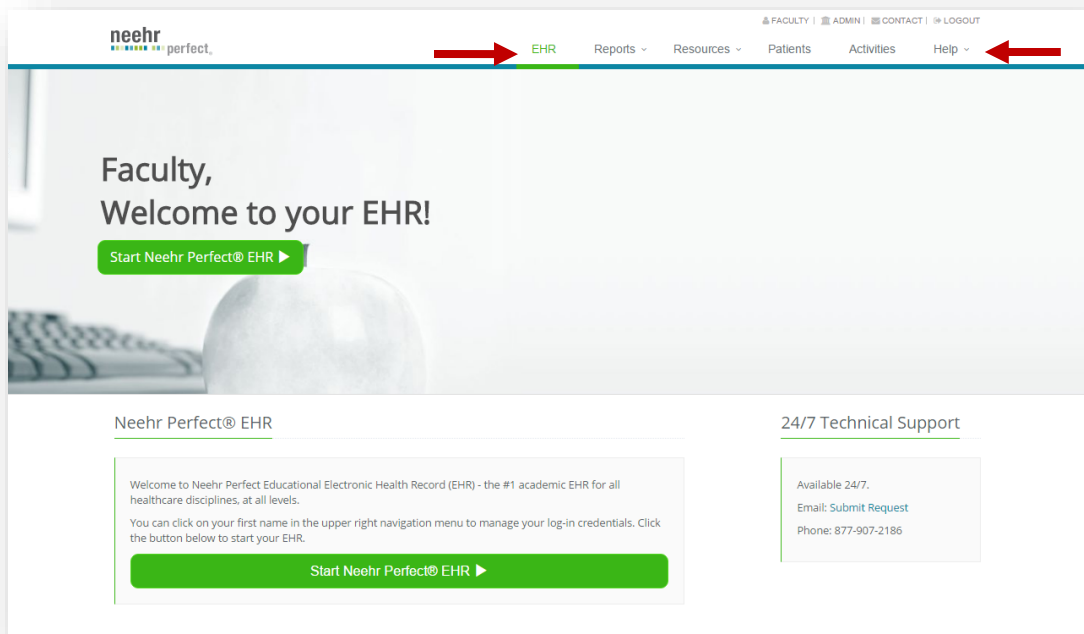 FACULTY | ADMIN | CONTACT | LOGOUT
neehr
perfect®
EHR Reports Resources Patients Activities Help
Faculty,
Welcome to your EHR!
Start Neehr Perfect® EHR ▶
Neehr Perfect® EHR
Welcome to Neehr Perfect Educational Electronic Health Record (EHR) - the #1 academic EHR for all
healthcare disciplines, at all levels.
You can click on your first name in the upper right navigation menu to manage your log-in credentials. Click
the button below to start your EHR.
Start Neehr Perfect® EHR ▶
24/7 Technical Support
Available 24/7.
Email: Submit Request
Phone: 877-907-2186